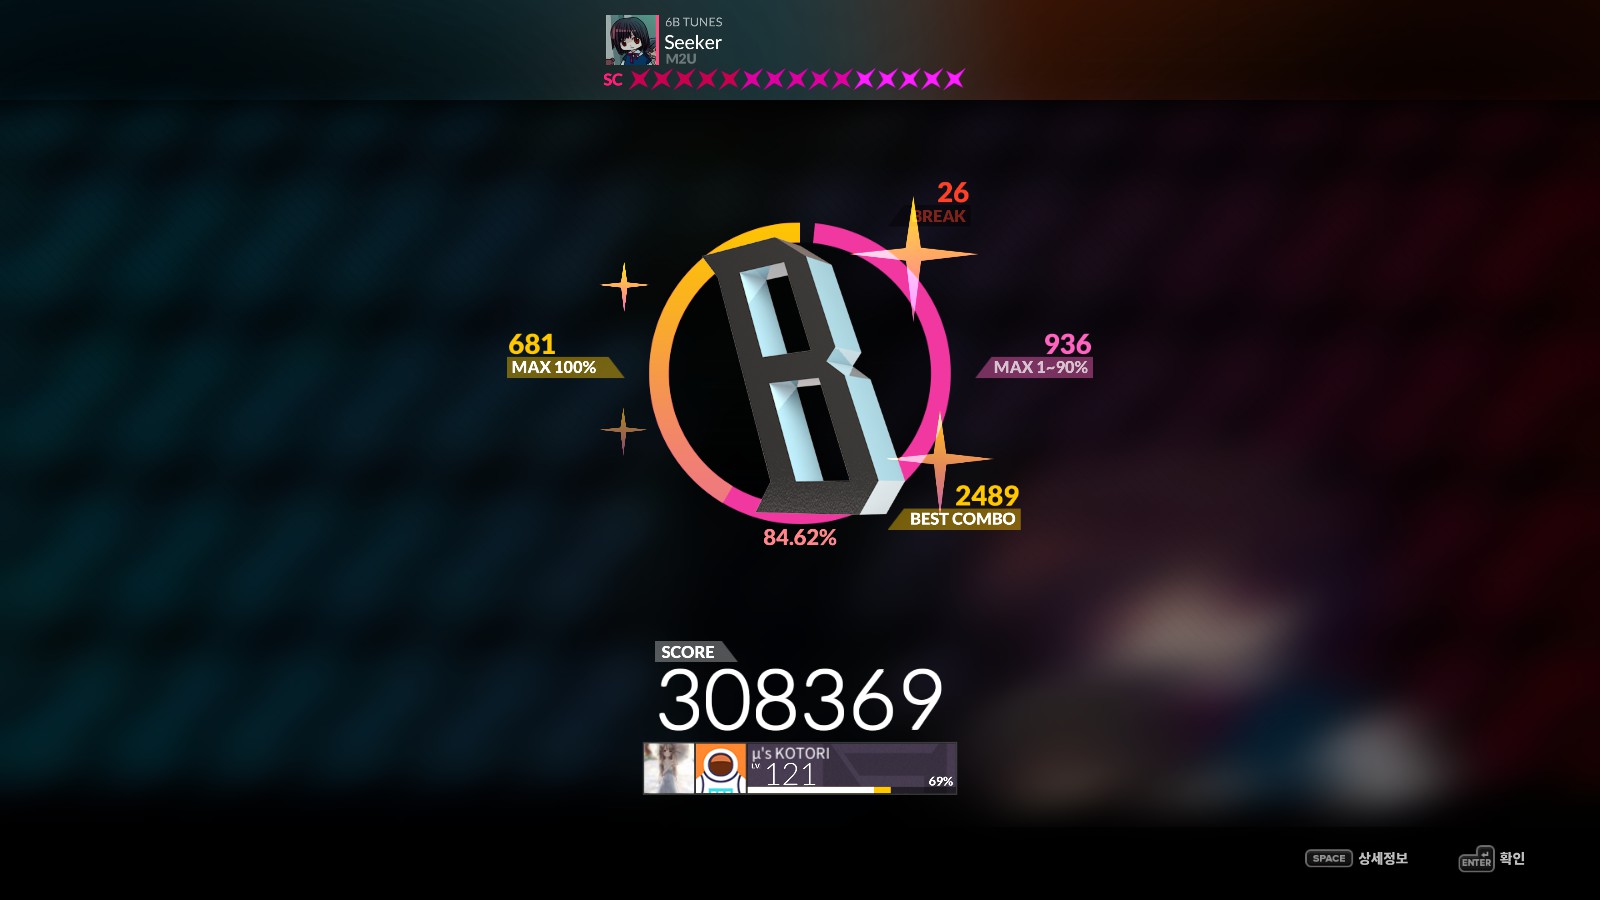 6B TUNES
Seeker
M2U
SC
26
BREAK
681
MAX 100%
936
MAX 1~90%
B
2489
BEST COMBO
84.62%
SCORE
308369
μ's KOTORI
LV 121
69%
SPACE 상세정보
ENTER 확인